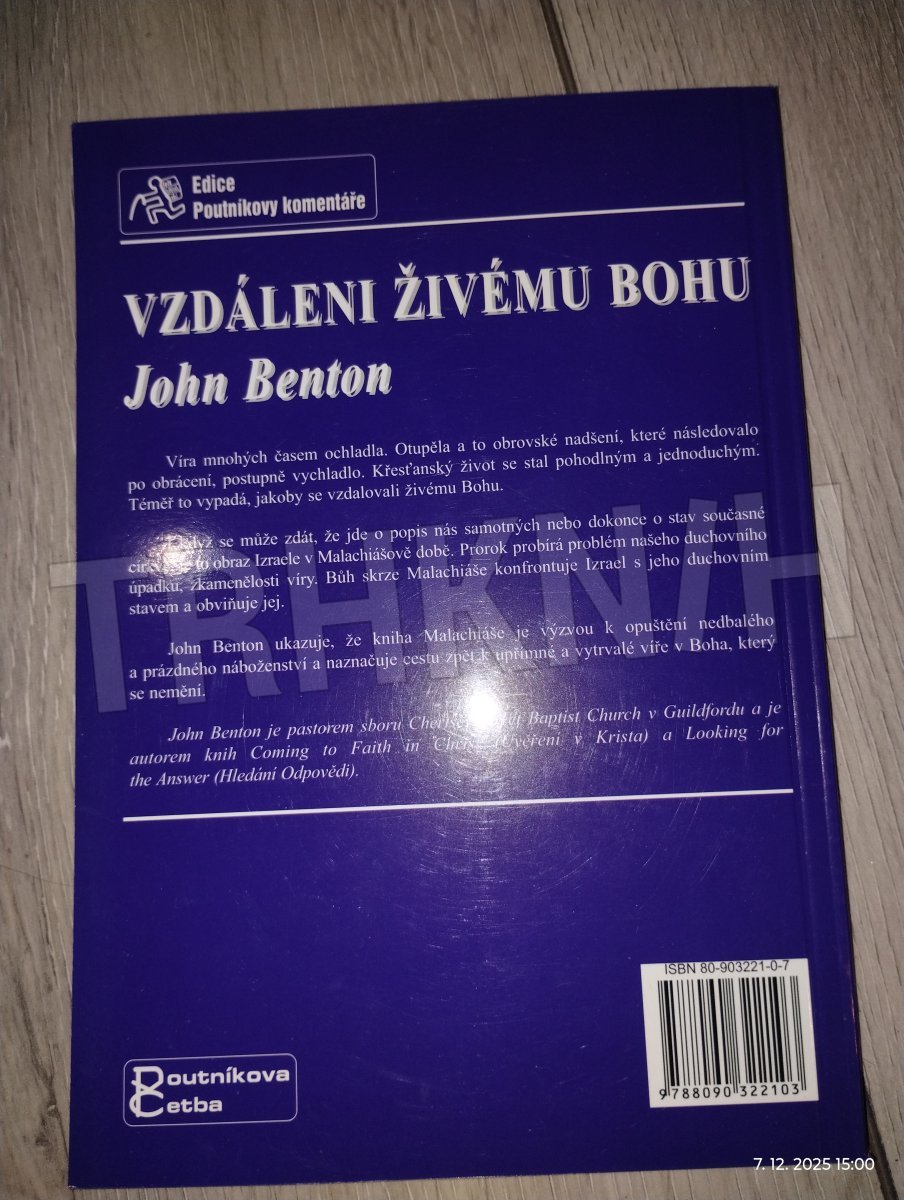 Edice
Poutníkovy komentáře
VZDÁLENI ŽIVÉMU BOHU
John Benton
Víra mnohých časem ochladla. Otupěla a to obrovské nadšení, které následovalo
po obrácení, postupně vychladlo. Křesťanský život se stal pohodlným a jednoduchým.
Téměř to vypadá, jakoby se vzdalovali živému Bohu.
se může zdát, že jde o popis nás samotných nebo dokonce o stav současné
to obraz Izraele v Malachiášově době. Prorok probírá problém našeho duchovního
úpadku, zkamenělosti víry. Bůh skrze Malachiáše konfrontuje Izrael s jeho duchovním
stavem a obviňuje jej.
John Benton ukazuje, že kniha Malachiáše je výzvou k opuštění nedbalého
a prázdného náboženství a naznačuje cestu zpět k upřímné a vytrvalé víře v Boha, který
se nemění.
John Benton je pastorem sboru Baptist Church v Guildfordu a je
autorem knih Coming to Faith in (Uvěření v Krista) a Looking for
the Answer (Hledání Odpovědi).
TRHKNIH
ISBN 80-903221-0-7
9788090322103
Poutníkova
Četba
7. 12. 2025 15:00